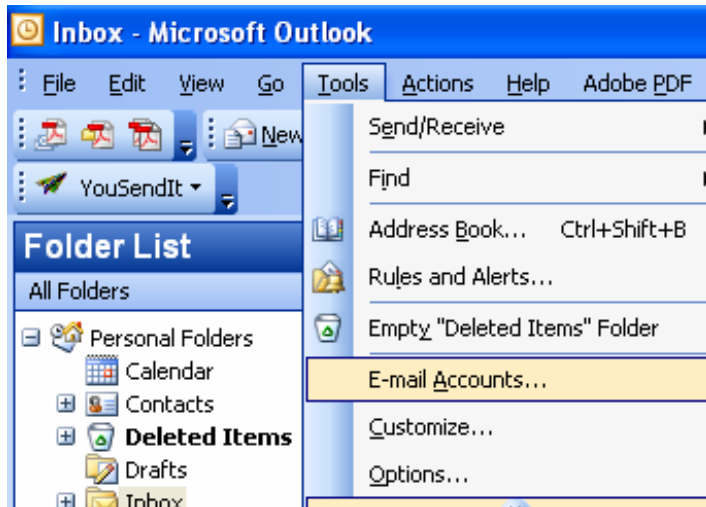 Inbox - Microsoft Outlook
File Edit View Go Tools Actions Help Adobe PDF
New
YouSendIt
Folder List
All Folders
Personal Folders
Calendar
Contacts
Deleted Items
Drafts
Inbox
Send/Receive
Find
Address Book... Ctrl+Shift+B
Rules and Alerts...
Empty "Deleted Items" Folder
E-mail Accounts...
Customize...
Options...